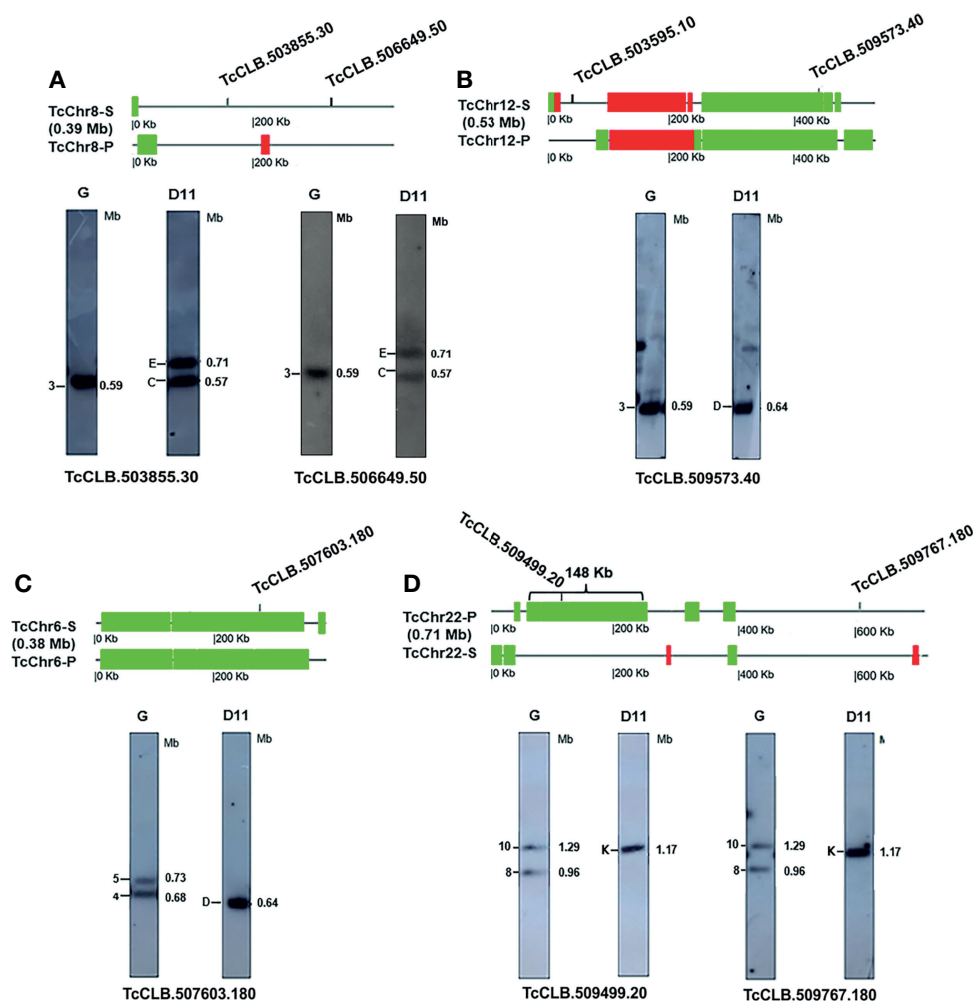 A
TcCLB.503855.30
TcCLB.506649.50
TcChr8-S
(0.39 Mb)
|0 Kb |200 Kb
TcChr8-P
|0 Kb |200 Kb
G D11 G D11
Mb Mb Mb Mb
3 0.59
E 0.71
C 0.57
3 0.59
E 0.71
C 0.57
TcCLB.503855.30
TcCLB.506649.50
B
TcCLB.503595.10
TcCLB.509573.40
TcChr12-S
(0.53 Mb)
|0 Kb |200 Kb |400 Kb
TcChr12-P
|0 Kb |200 Kb |400 Kb
G D11
Mb Mb
3 0.59
D 0.64
TcCLB.509573.40
C
TcCLB.507603.180
TcChr6-S
(0.38 Mb)
|0 Kb |200 Kb
TcChr6-P
|0 Kb |200 Kb
G D11
Mb Mb
5 0.73
4 0.68
D 0.64
TcCLB.507603.180
D
TcCLB.509499.20
148 Kb
TcCLB.509767.180
TcChr22-P
(0.71 Mb)
|0 Kb |200 Kb |400 Kb |600 Kb
TcChr22-S
|0 Kb |200 Kb |400 Kb |600 Kb
G D11 G D11
Mb Mb Mb
10 1.29
8 0.96
K 1.17
10 1.29
8 0.96
K 1.17
TcCLB.509499.20
TcCLB.509767.180